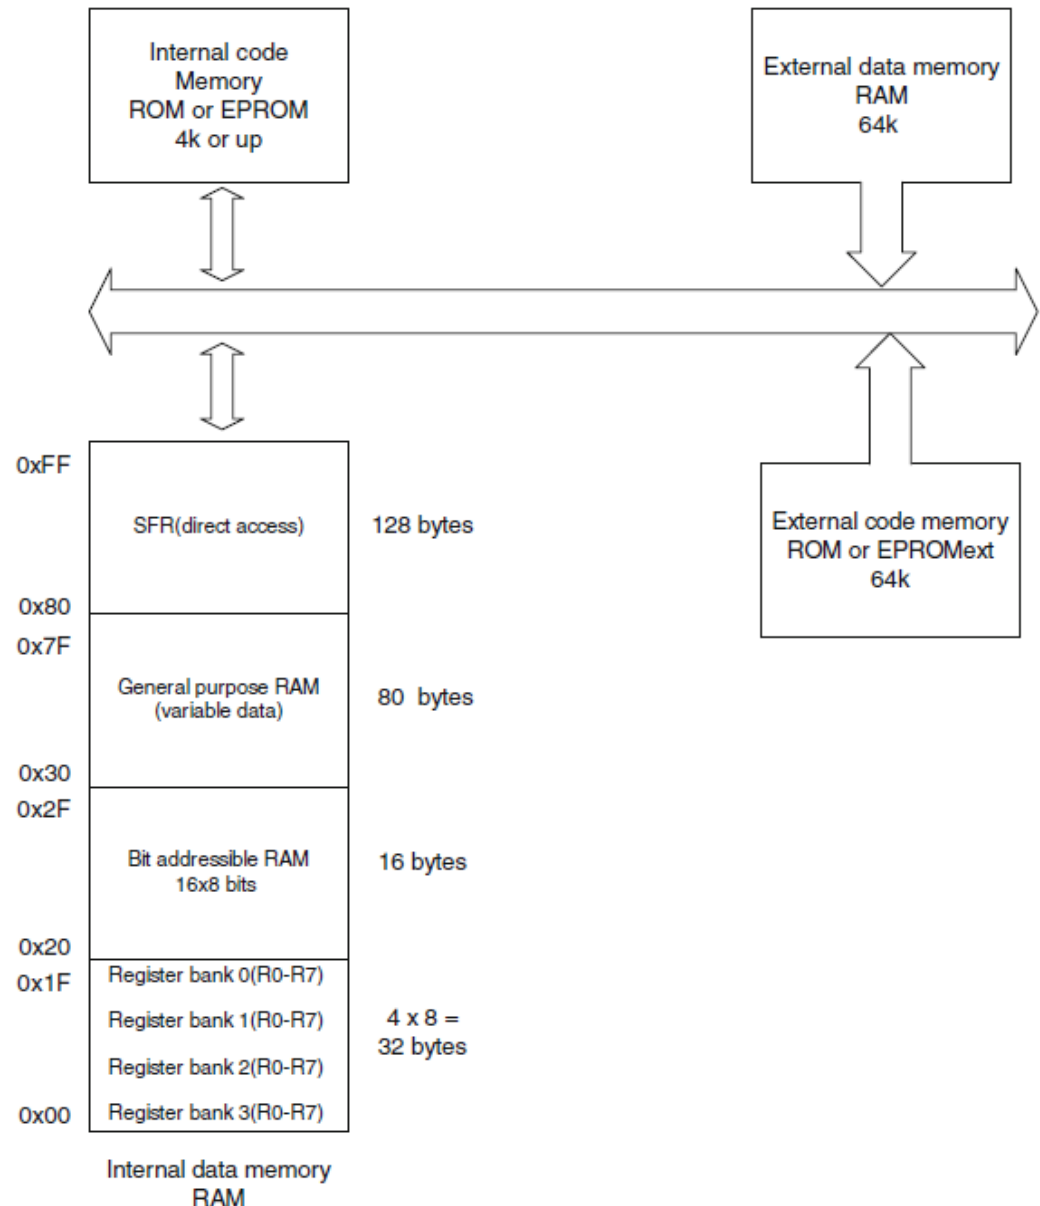 Internal code
Memory
ROM or EPROM
4k or up
External data memory
RAM
64k
0xFF
SFR(direct access)
128 bytes
0x80
0x7F
General purpose RAM
(variable data)
80 bytes
0x30
0x2F
Bit addressible RAM
16x8 bits
16 bytes
0x20
0x1F
Register bank 0(R0-R7)
Register bank 1(R0-R7)
Register bank 2(R0-R7)
Register bank 3(R0-R7)
4 x 8 =
32 bytes
0x00
Internal data memory
RAM
External code memory
ROM or EPROMext
64k